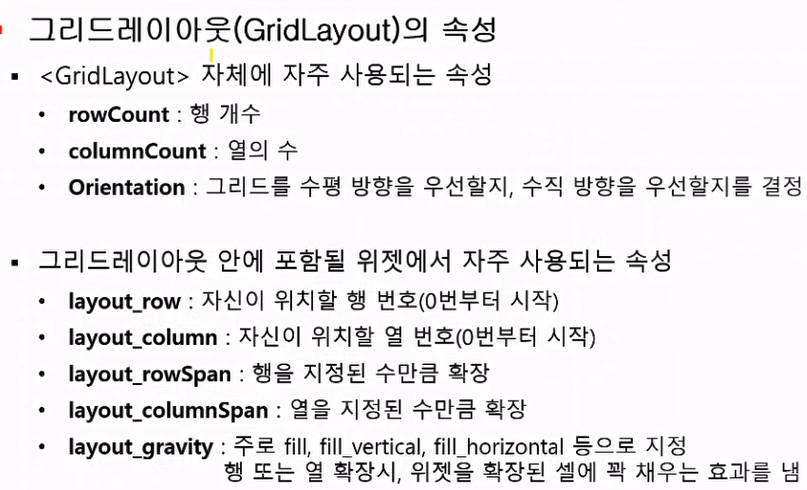 그리드레이아웃(GridLayout)의 속성
▪ <GridLayout> 자체에 자주 사용되는 속성
• rowCount : 행 개수
• columnCount : 열의 수
• Orientation : 그리드를 수평 방향을 우선할지, 수직 방향을 우선할지를 결정
▪ 그리드레이아웃 안에 포함될 위젯에서 자주 사용되는 속성
• layout_row : 자신이 위치할 행 번호(0번부터 시작)
• layout_column : 자신이 위치할 열 번호(0번부터 시작)
• layout_rowSpan : 행을 지정된 수만큼 확장
• layout_columnSpan : 열을 지정된 수만큼 확장
• layout_gravity : 주로 fill, fill_vertical, fill_horizontal 등으로 지정
행 또는 열 확장시, 위젯을 확장된 셀에 꽉 채우는 효과를 냄